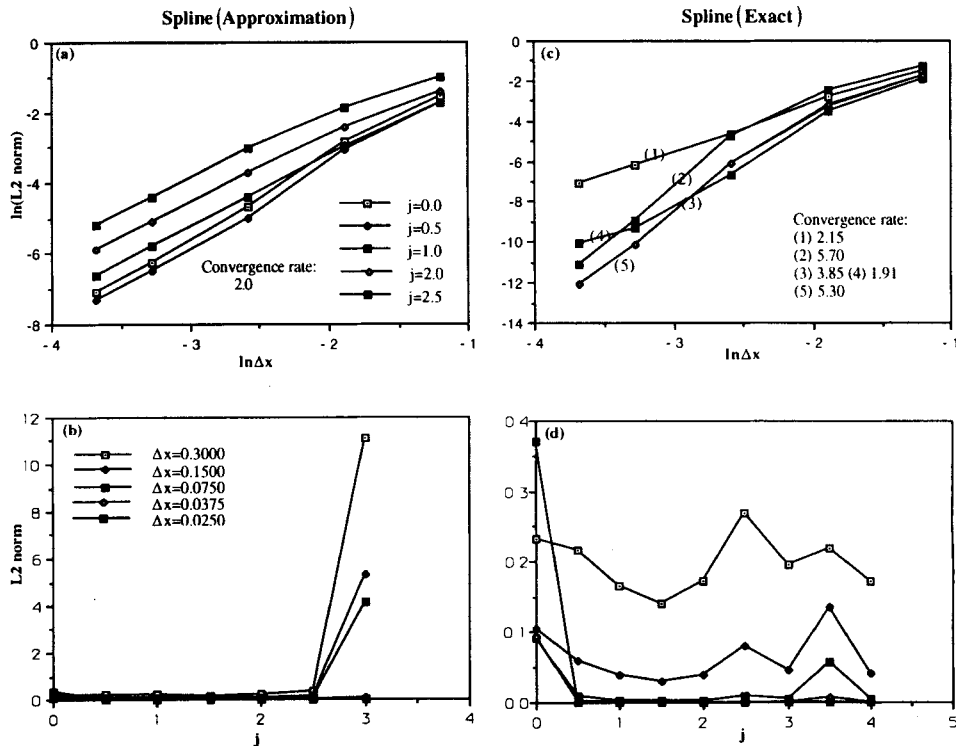 Spline (Approximation)
Spline (Exact)
(a)
0
-2
-4
-6
-8
ln(L2 norm)
j=0.0
j=0.5
j=1.0
j=2.0
j=2.5
Convergence rate:
2.0
-4
-3
-2
-1
lnΔx
(c)
0
-2
-4
-6
-8
-10
-12
-14
(1)
(2)
(3)
(4)
(5)
Convergence rate:
(1) 2.15
(2) 5.70
(3) 3.85 (4) 1.91
(5) 5.30
-4
-3
-2
-1
lnΔx
(b)
12
10
8
6
4
2
0
L2 norm
Δx=0.3000
Δx=0.1500
Δx=0.0750
Δx=0.0375
Δx=0.0250
0
1
2
3
4
j
(d)
0.4
0.3
0.2
0.1
0.0
0
1
2
3
4
5
j